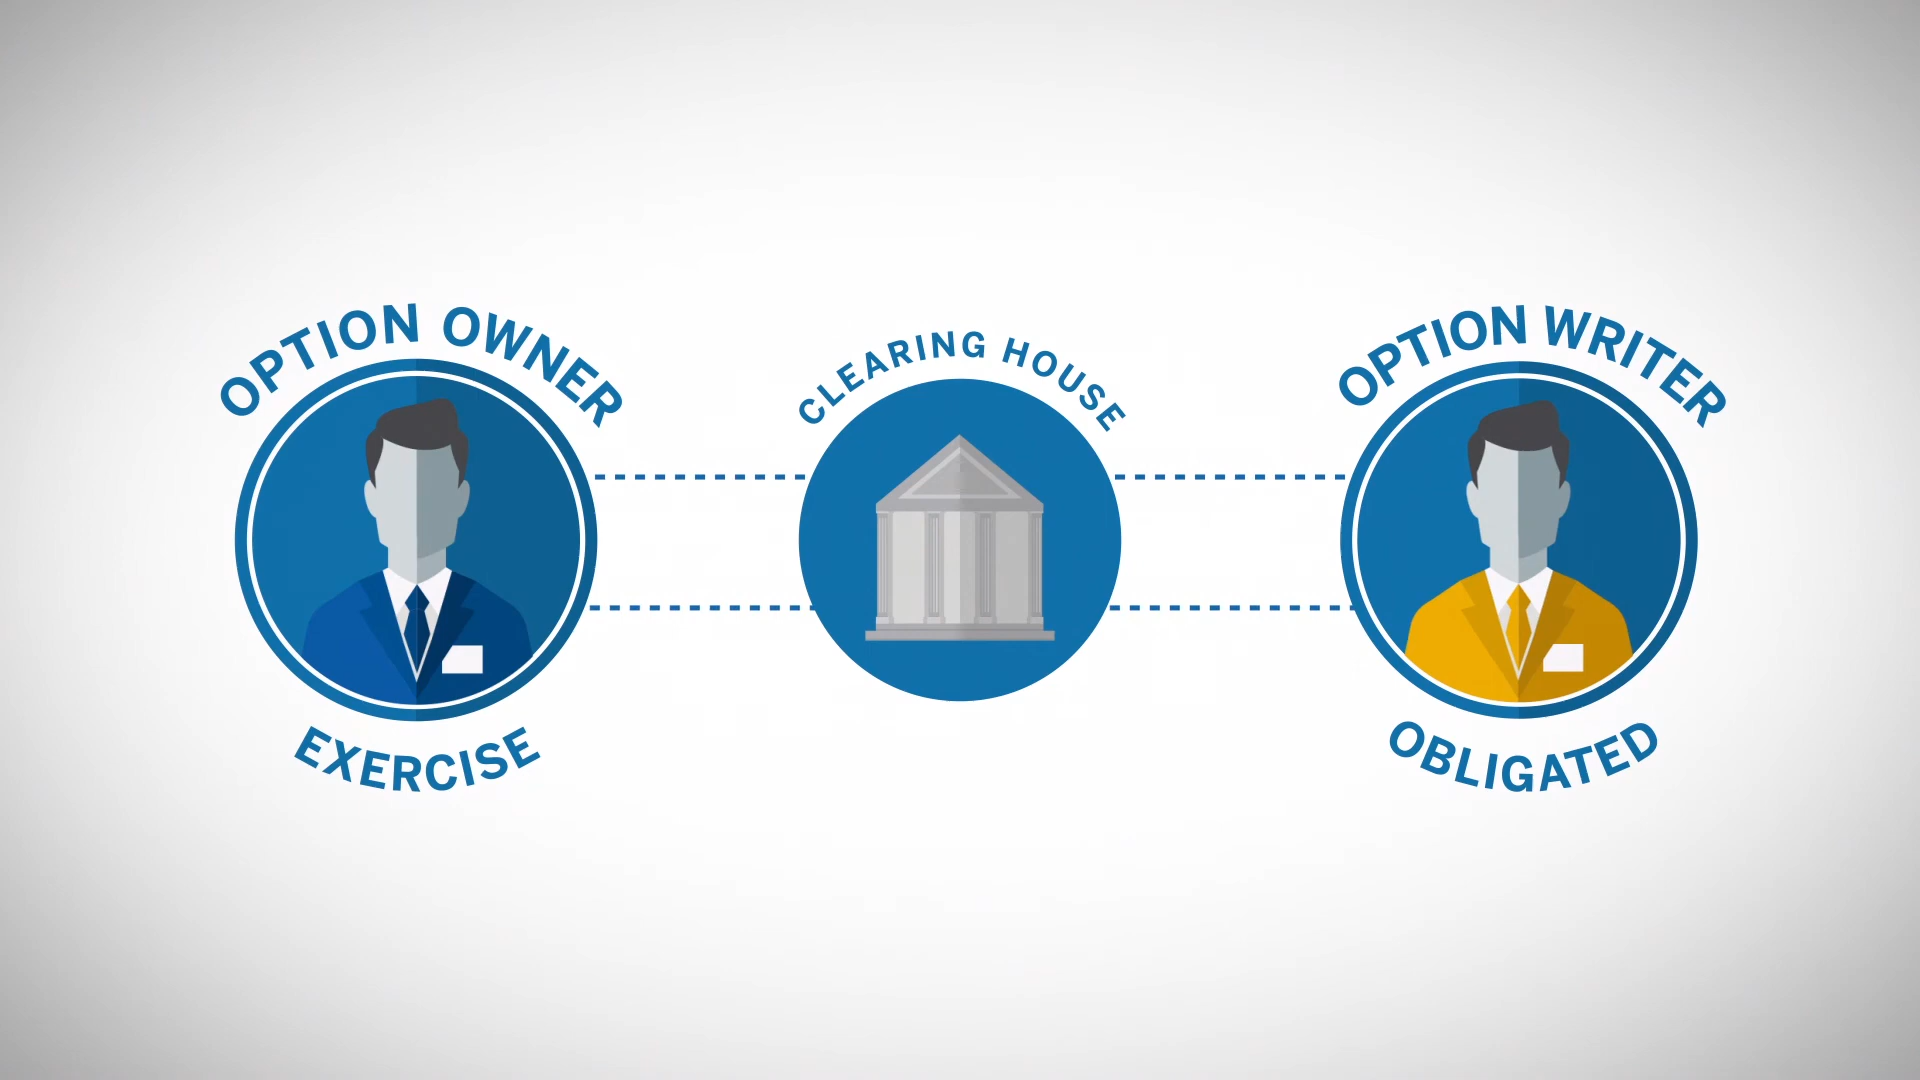 OPTION OWNER
EXERCISE
CLEARING HOUSE
OPTION WRITER
OBLIGATED